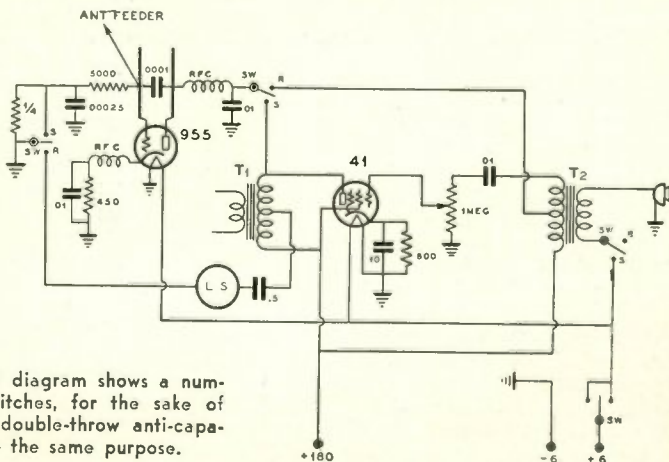 ANT FEEDER
5000
.0001
RFC
SW
R
S
1/4
.00025
.01
955
S
SW
R
RFC
.01
450
T1
41
.01
T2
1 MEG
10
800
SW
R
S
L S
.5
diagram shows a num-
itches, for the sake of
double-throw anti-capa-
the same purpose.
SW
+180
-6
+6